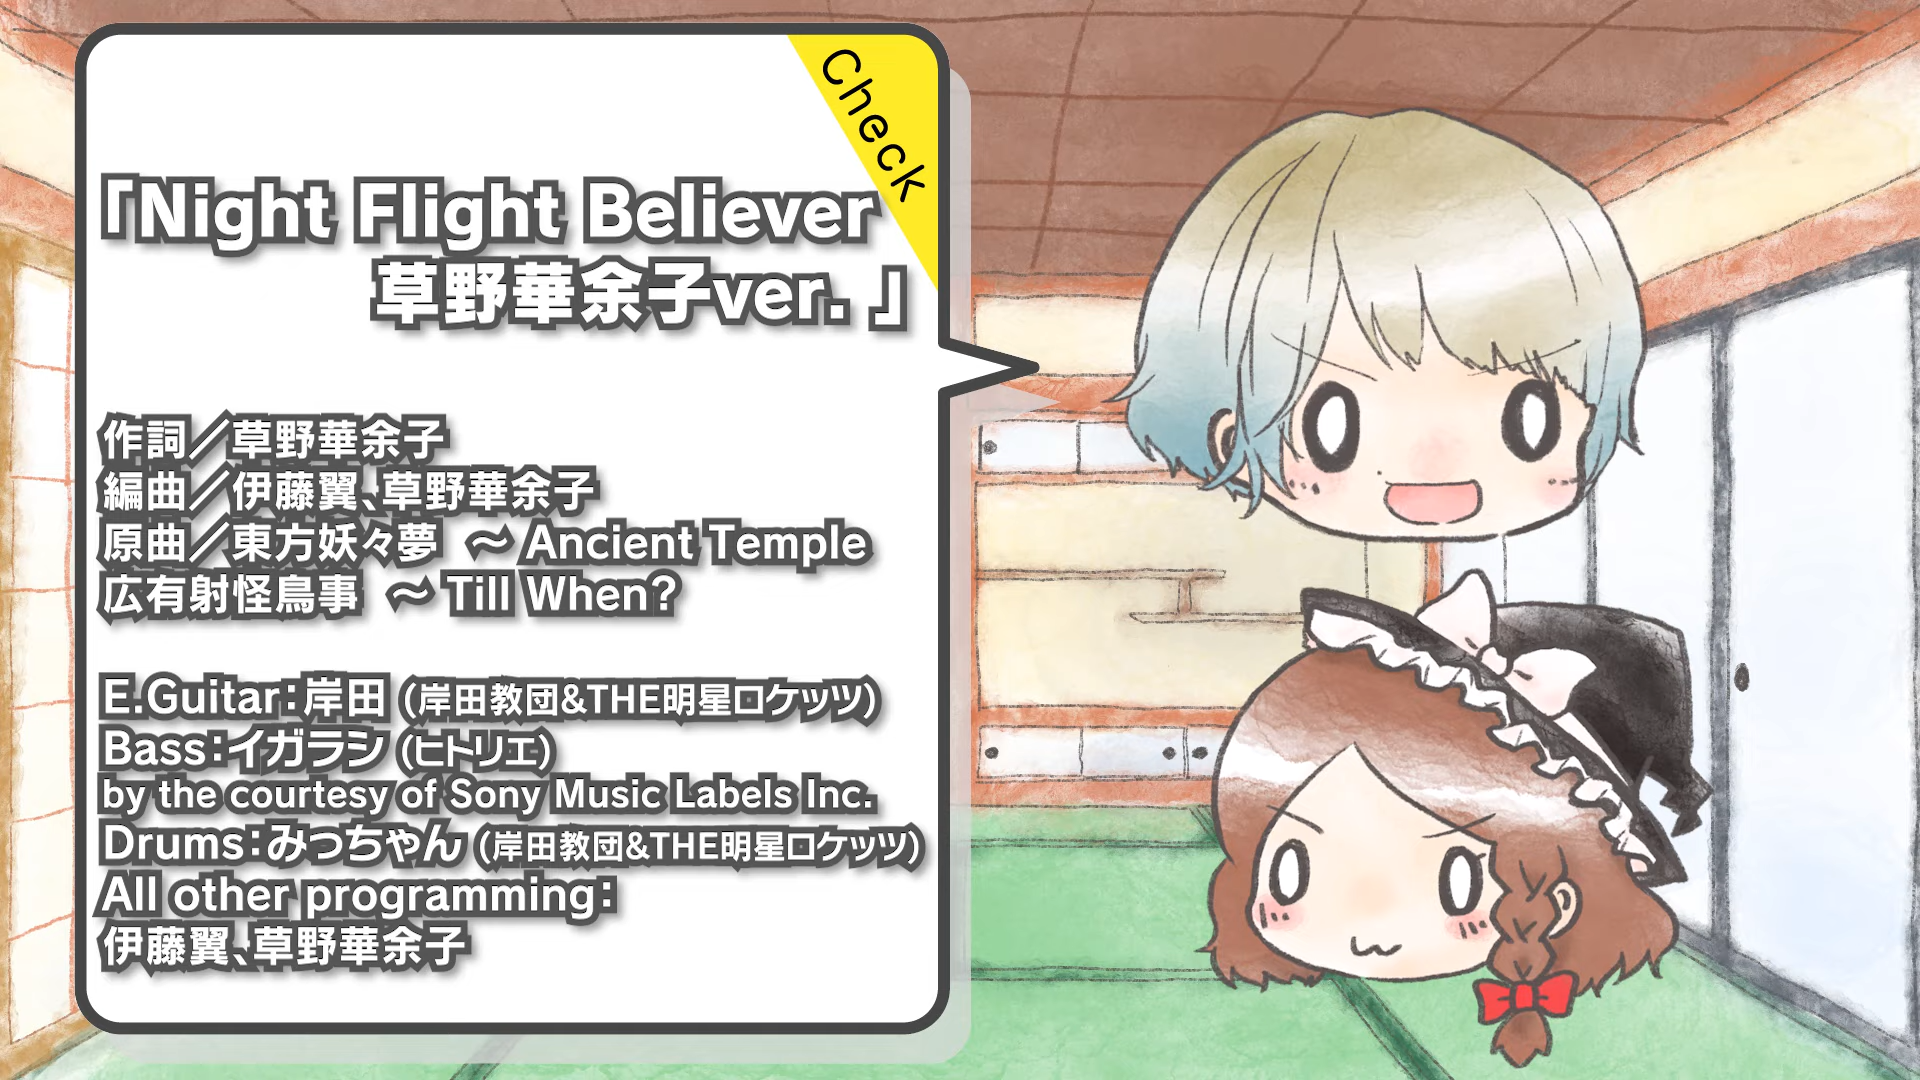 Check
「Night Flight Believer
草野華余子ver.」
作詞／草野華余子
編曲／伊藤翼、草野華余子
原曲／東方妖々夢　～ Ancient Temple
広有射怪鳥事　～ Till When?
E.Guitar：岸田（岸田教団&THE明星ロケッツ）
Bass：イガラシ（ヒトリエ）
by the courtesy of Sony Music Labels Inc.
Drums：みっちゃん（岸田教団&THE明星ロケッツ）
All other programming：
伊藤翼、草野華余子